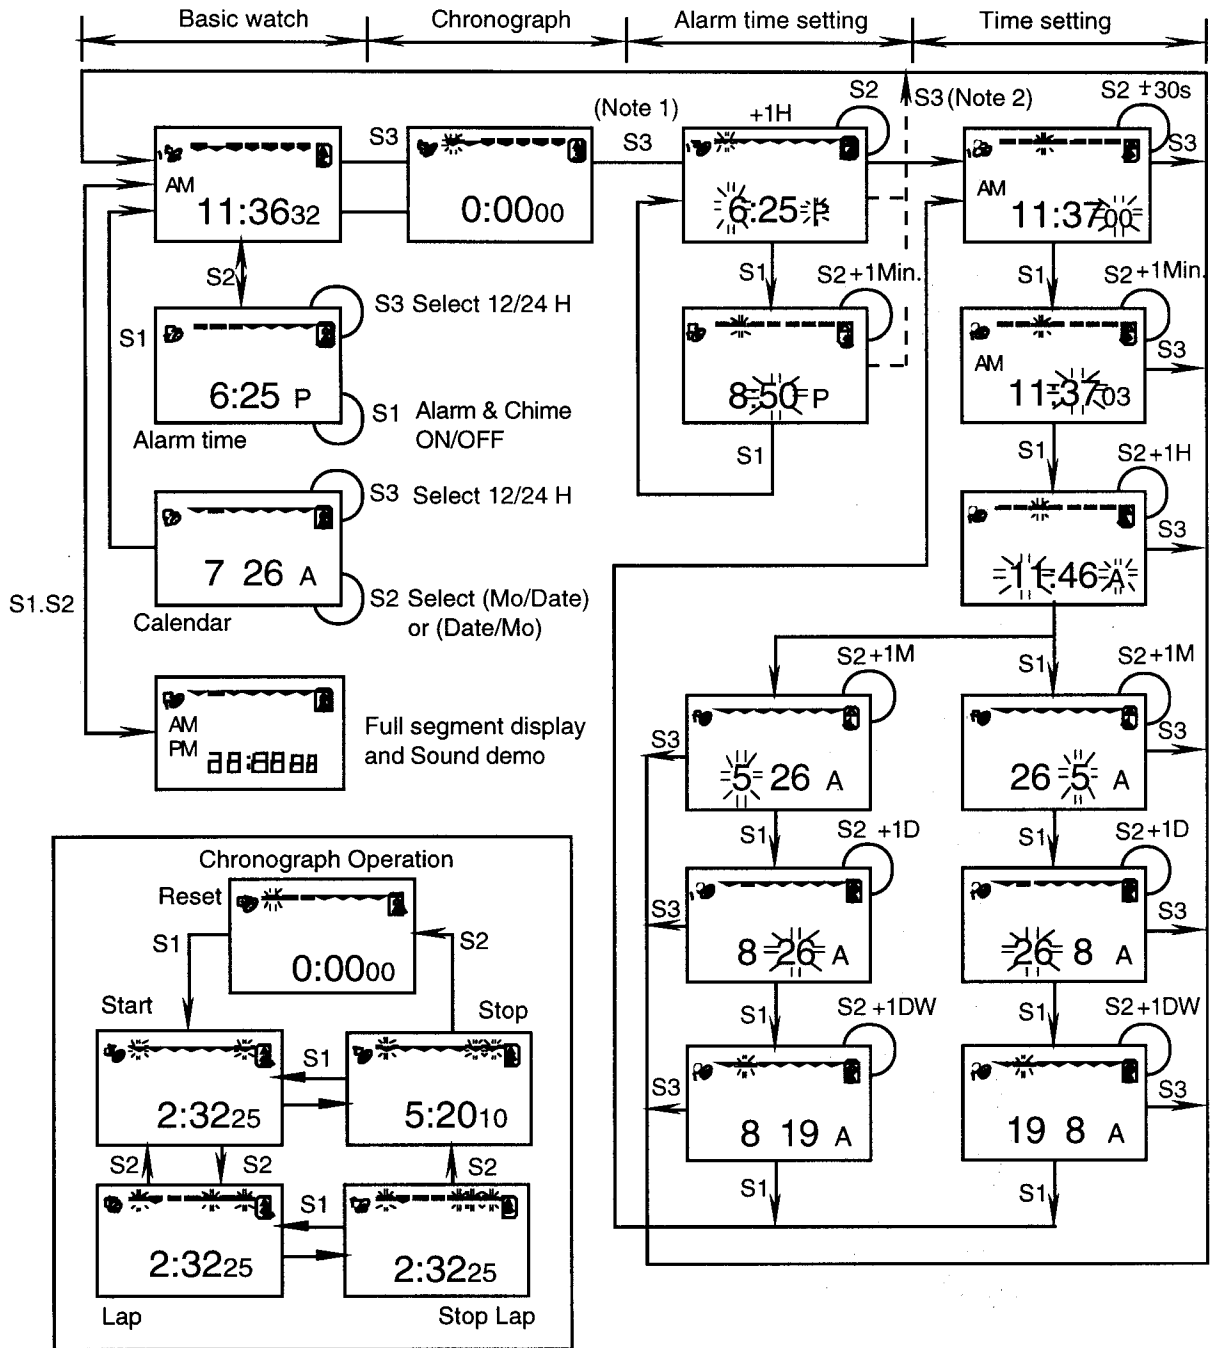 Basic watch
Chronograph
Alarm time setting
Time setting
S3
(Note 1)
S3
+1H
S2
S3 (Note 2)
S2 ±30s
S3
AM
11:36 32
0:00 00
6:25 P
AM
11:37 00
S2
S1
S2 +1Min.
S1
S2 +1Min.
S3
S3 Select 12/24 H
S1
6:25 P
Alarm time
S1 Alarm & Chime
ON/OFF
8:50 P
S1
AM
11:37 03
S1
S2 +1H
S3
S3 Select 12/24 H
7 26 A
Calendar
S2 Select (Mo/Date)
or (Date/Mo)
11:46 A
S1.S2
AM
PM
Full segment display
and Sound demo
S2 +1M
S3
5 26 A
S1
S2 +1M
S3
26 5 A
S1
S2 +1D
S3
8 26 A
S1
S2 +1D
S3
26 8 A
S1
S2 +1DW
S3
8 19 A
S1
S1
S2 +1DW
S3
19 8 A
S1
Chronograph Operation
Reset
S1
0:00 00
S2
Start
Stop
2:32 25
S1
5:20 10
S2
S2
S2
2:32 25
S1
2:32 25
Lap
Stop Lap